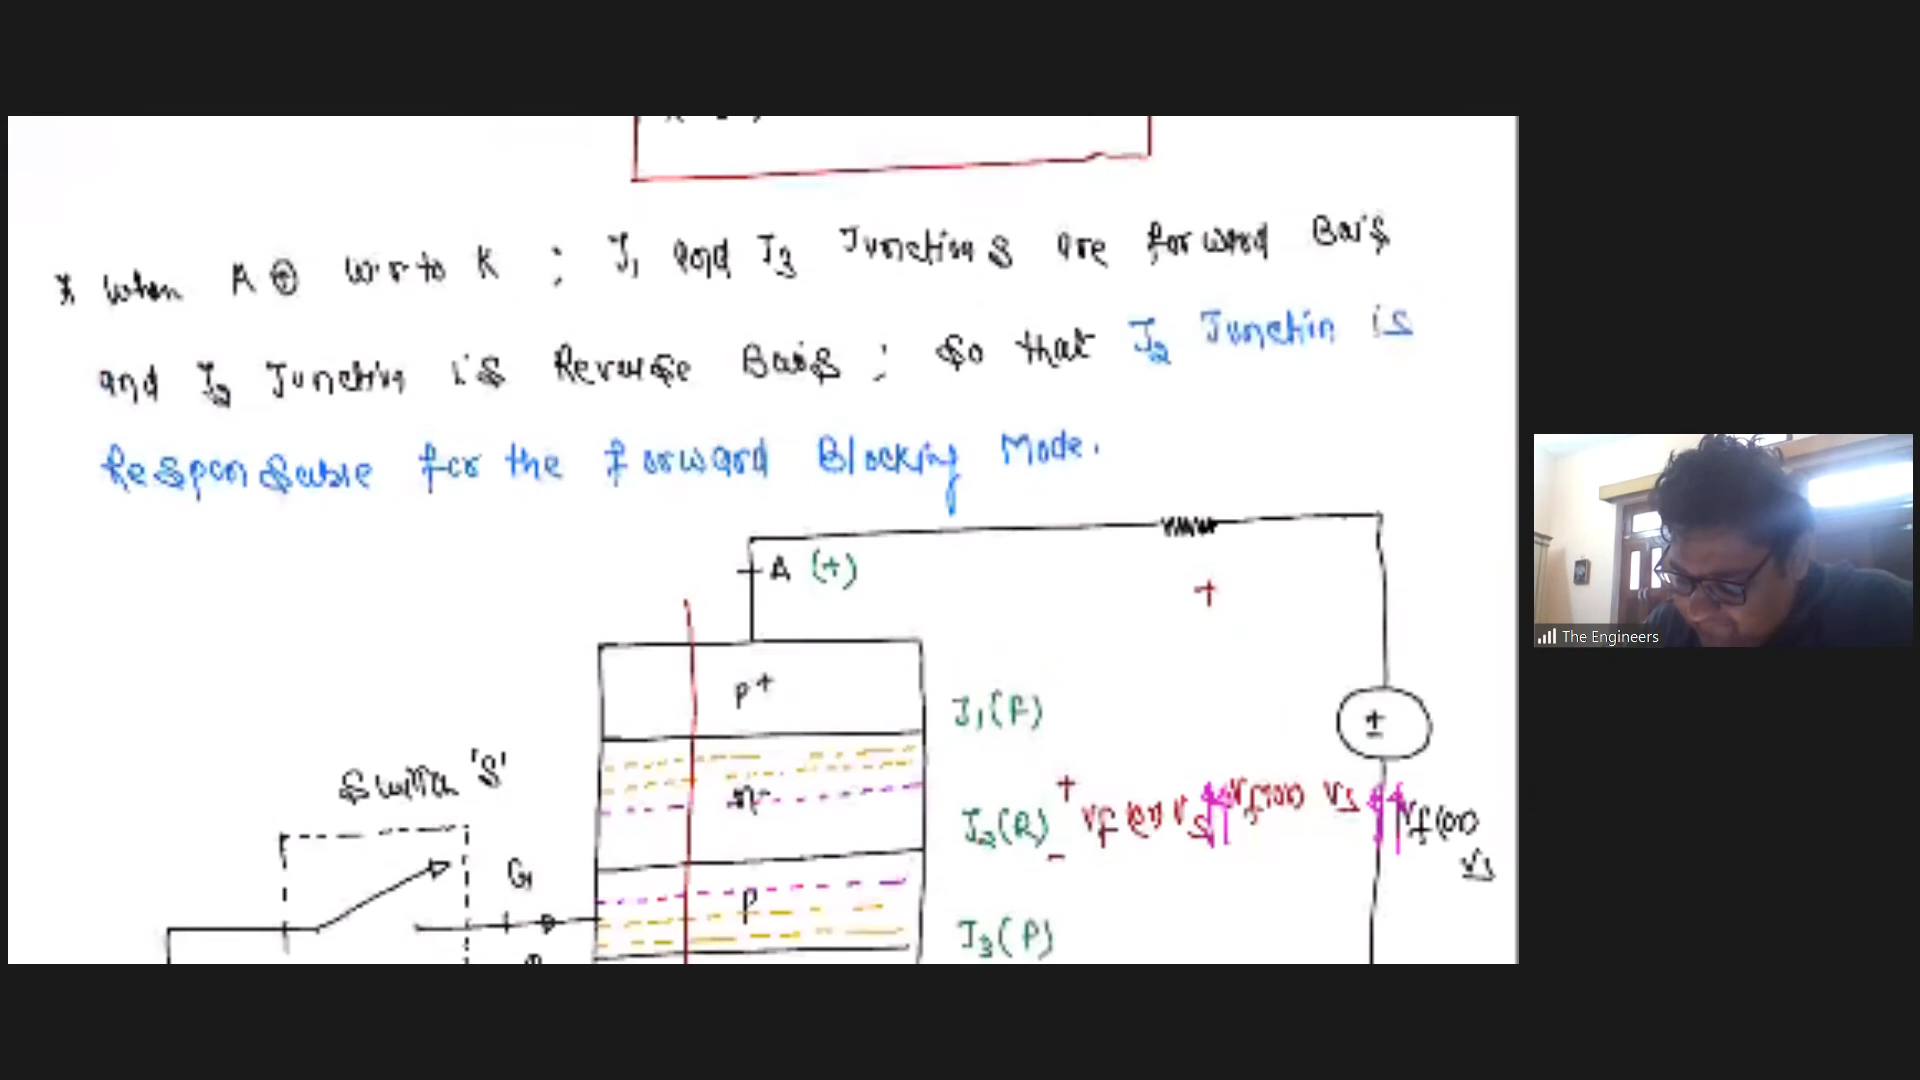 * When A ⊕ w.r to K ; J1 and J3 Junctions are forward Bais
and J2 Junction is Reverse Bais ; so that J2 Junctin is
Responsable for the forward Blocking Mode.
A (+)
+
P+
J1(F)
±
Switch 'S'
n-
J2(R)
+
-
J3(F)
G
P
The Engineers